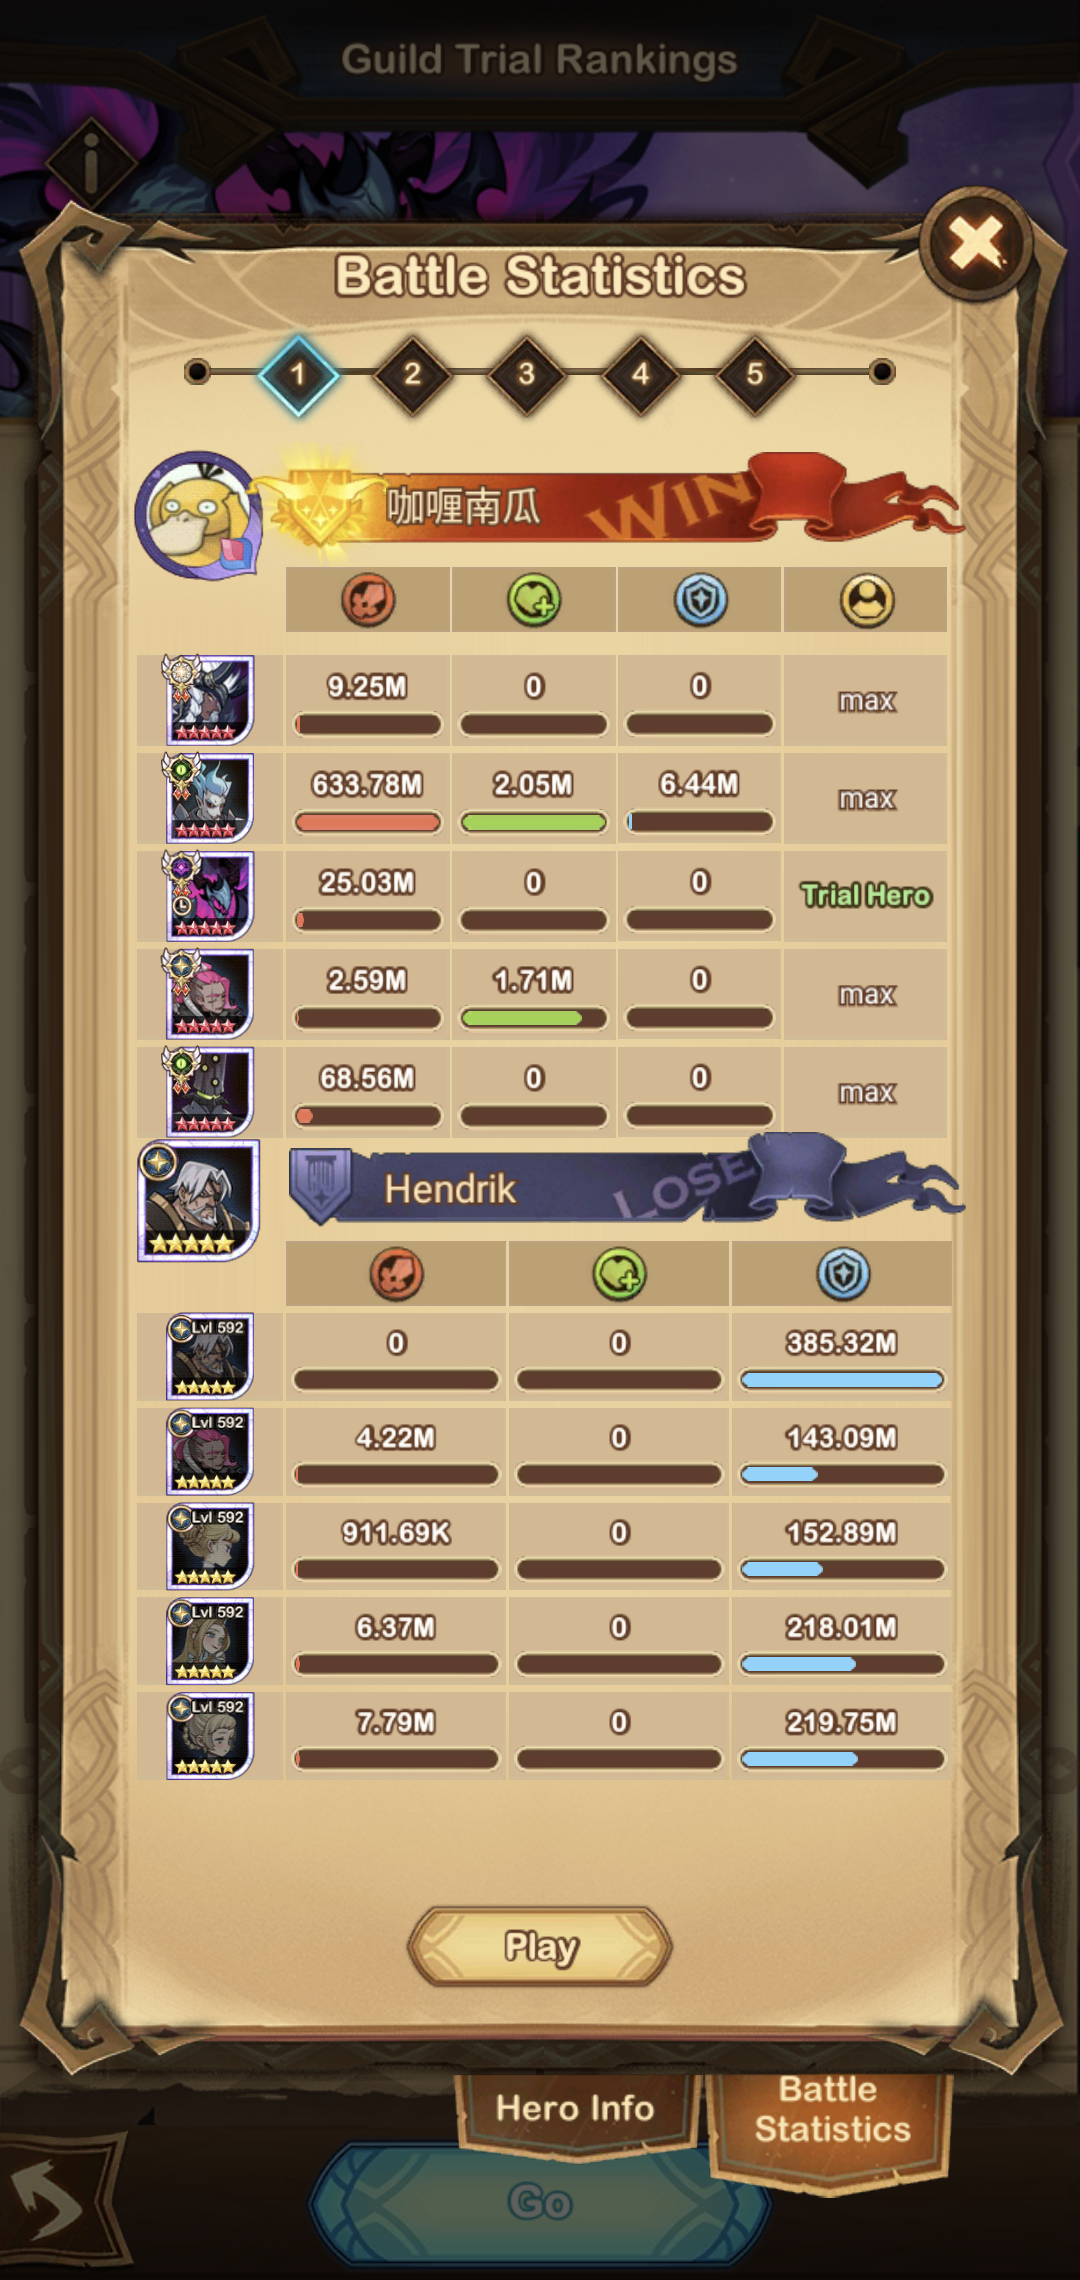 Guild Trial Rankings
Battle Statistics
1 2 3 4 5
咖喱南瓜 WIN
9.25M 0 0 max
633.78M 2.05M 6.44M max
25.03M 0 0 Trial Hero
2.59M 1.71M 0 max
68.56M 0 0 max
Hendrik LOSE
Lvl 592 0 0 385.32M
Lvl 592 4.22M 0 143.09M
Lvl 592 911.69K 0 152.89M
Lvl 592 6.37M 0 218.01M
Lvl 592 7.79M 0 219.75M
Play
Hero Info
Battle
Statistics
Go